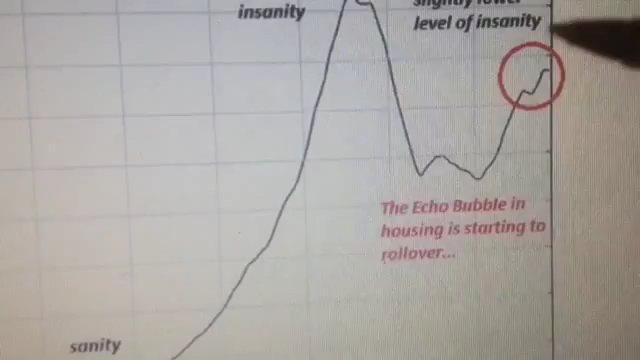 insanity
slightly lower
level of insanity
The Echo Bubble in
housing is starting to
rollover...
sanity